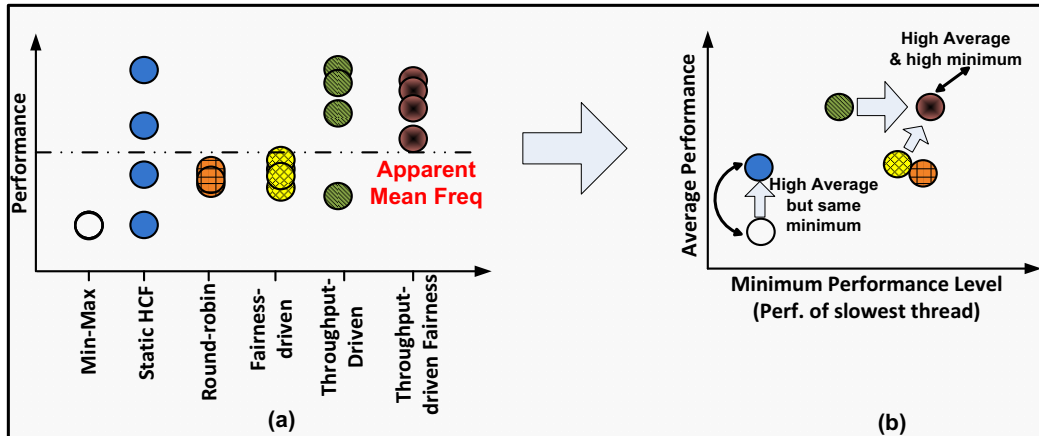 Performance
Apparent
Mean Freq
Min-Max
Static HCF
Round-robin
Fairness-
driven
Throughput-
Driven
Throughput-
driven Fairness
(a)
Average Performance
High Average
& high minimum
High Average
but same
minimum
Minimum Performance Level
(Perf. of slowest thread)
(b)